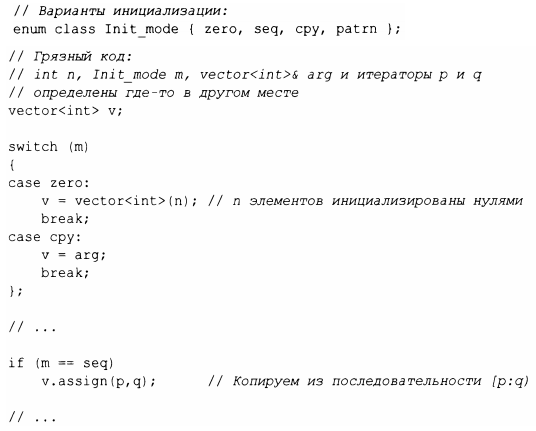 // Варианты инициализации:
enum class Init_mode { zero, seq, cpy, patrn };
// Грязный код:
// int n, Init_mode m, vector<int>& arg и итераторы p и q
// определены где-то в другом месте
vector<int> v;
switch (m)
{
case zero:
    v = vector<int>(n); // n элементов инициализированы нулями
    break;
case cpy:
    v = arg;
    break;
};
// ...
if (m == seq)
    v.assign(p,q);      // Копируем из последовательности [p:q)
// ...